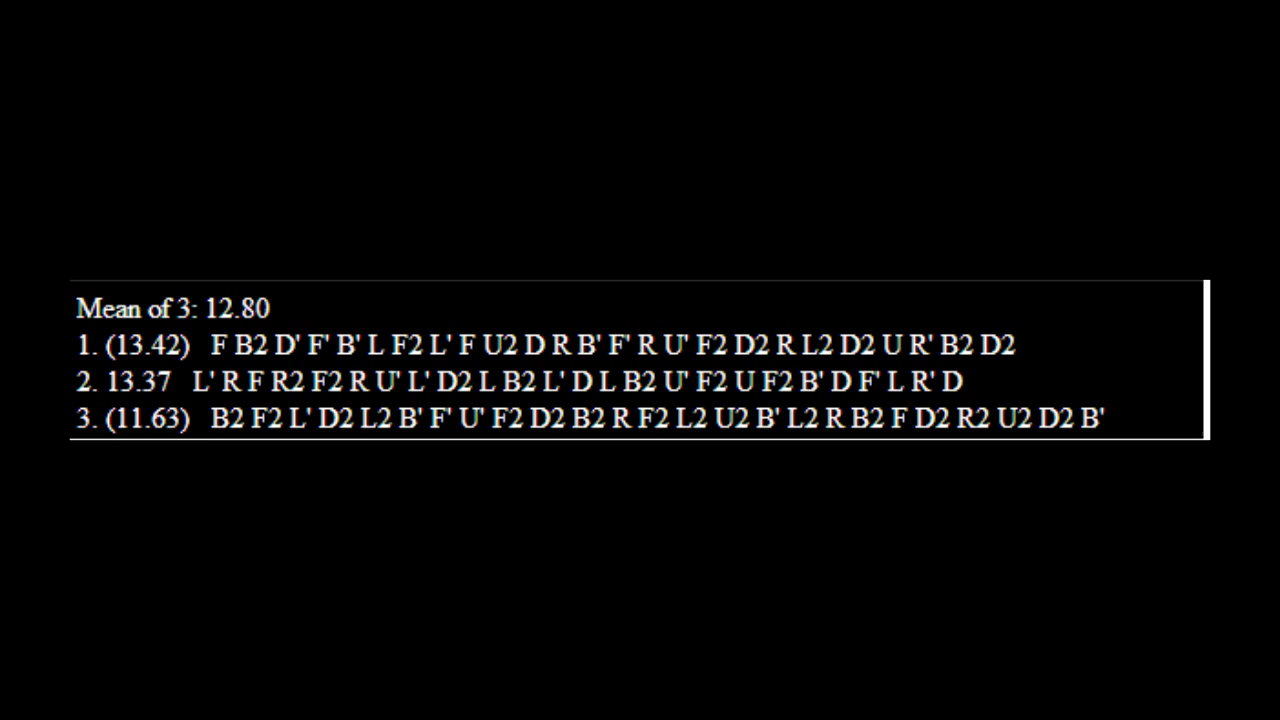 Mean of 3: 12.80
1. (13.42) F B2 D' F' B' L F2 L' F U2 D R B' F' R U' F2 D2 R L2 D2 U R' B2 D2
2. 13.37 L' R F R2 F2 R U' L' D2 L B2 L' D L B2 U' F2 U F2 B' D F' L R' D
3. (11.63) B2 F2 L' D2 L2 B' F' U' F2 D2 B2 R F2 L2 U2 B' L2 R B2 F D2 R2 U2 D2 B'